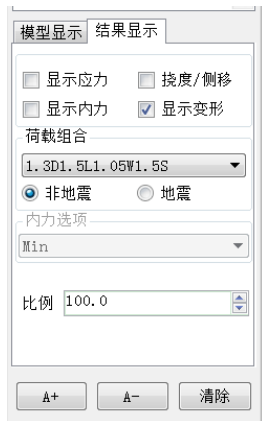 模型显示 结果显示
显示应力 挠度/侧移
显示内力 显示变形
荷载组合
1.3D1.5L1.05W1.5S
非地震 地震
内力选项
Min
比例 100.0
A+ A- 清除